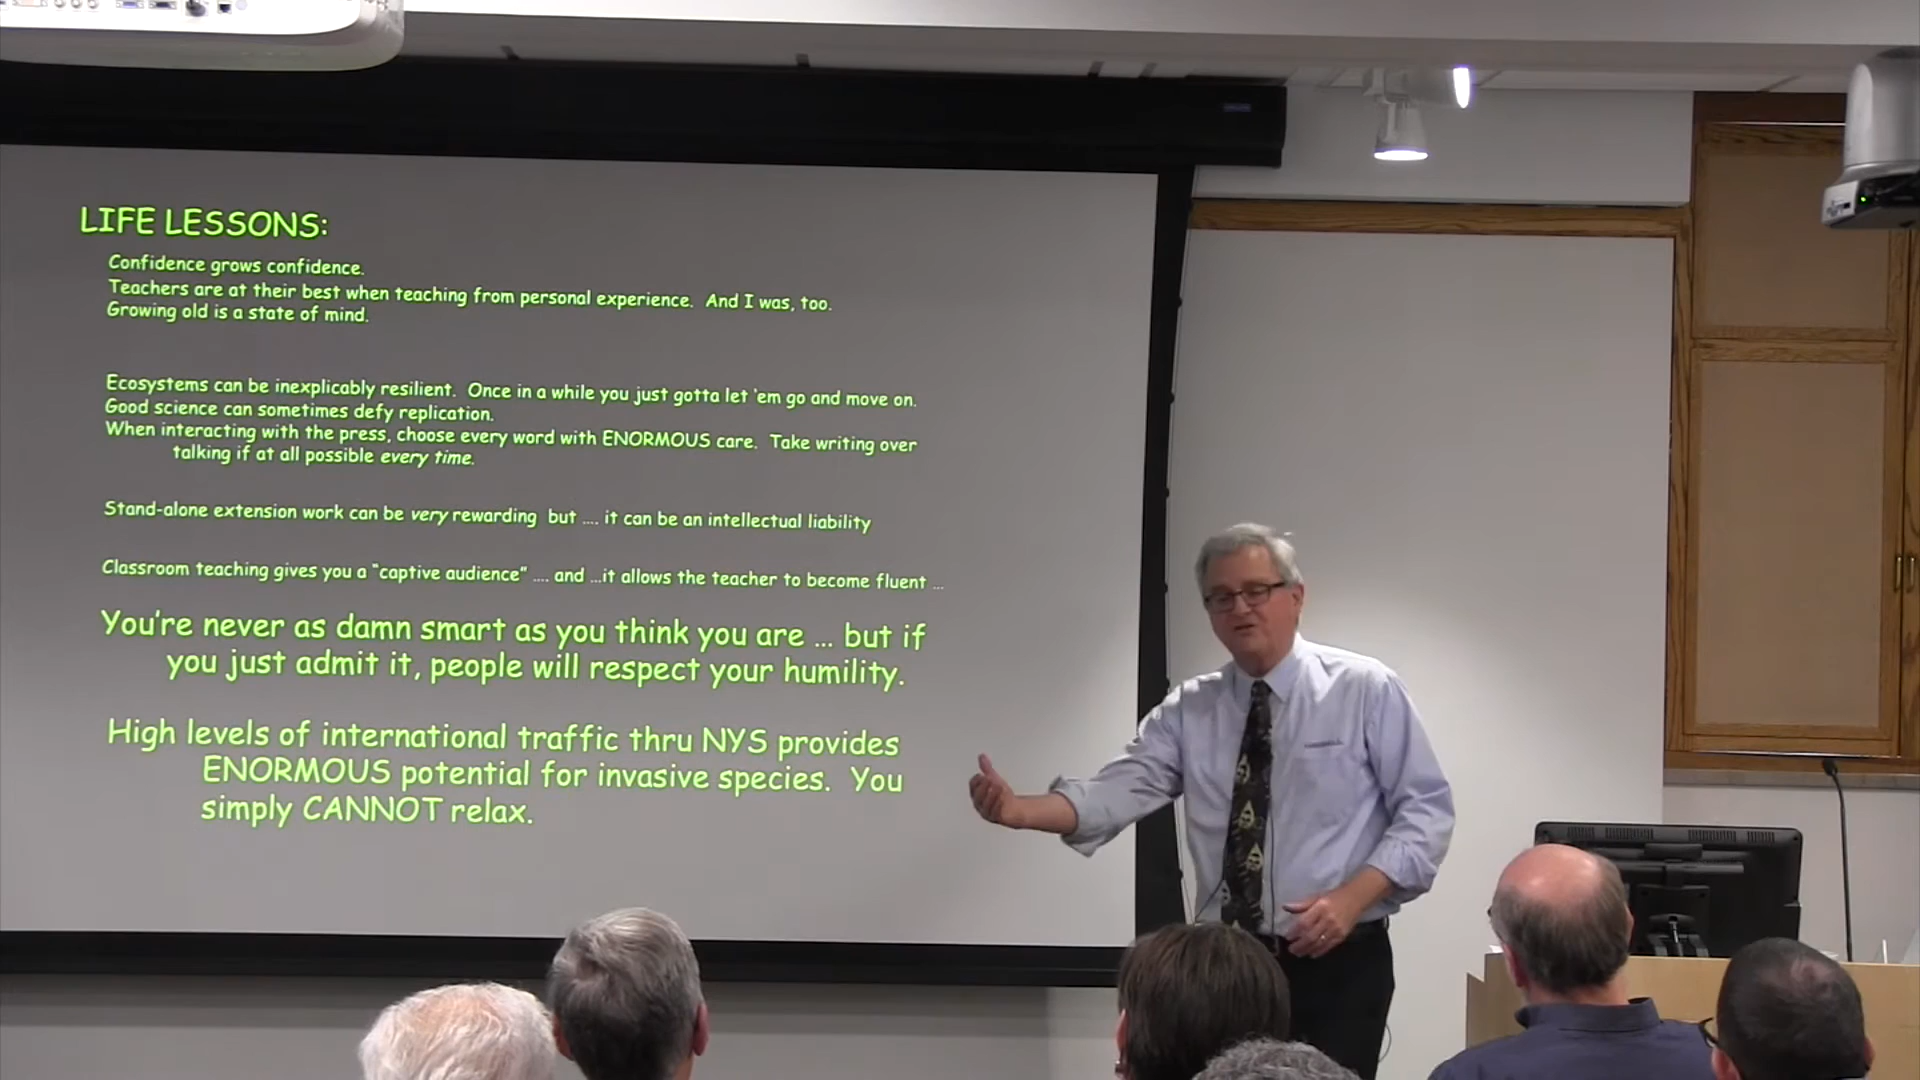 LIFE LESSONS:
Confidence grows confidence.
Teachers are at their best when teaching from personal experience.  And I was, too.
Growing old is a state of mind.
Ecosystems can be inexplicably resilient.  Once in a while you just gotta let 'em go and move on.
Good science can sometimes defy replication.
When interacting with the press, choose every word with ENORMOUS care.  Take writing over
talking if at all possible every time.
Stand-alone extension work can be very rewarding  but .... it can be an intellectual liability
Classroom teaching gives you a "captive audience" .... and ...it allows the teacher to become fluent ...
You're never as damn smart as you think you are ... but if
you just admit it, people will respect your humility.
High levels of international traffic thru NYS provides
ENORMOUS potential for invasive species.  You
simply CANNOT relax.